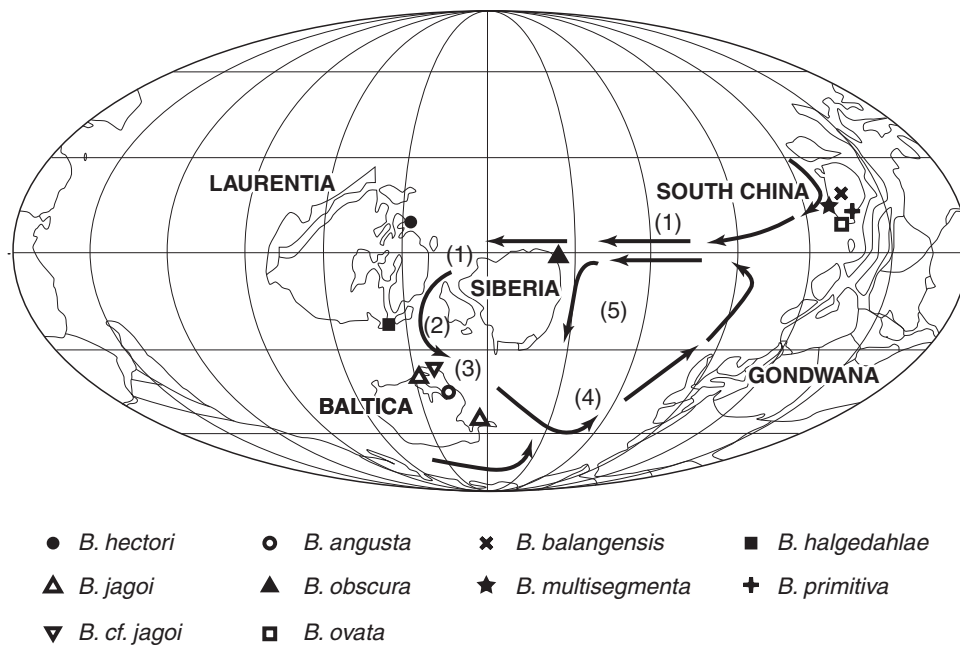 LAURENTIA
SOUTH CHINA
(1)
(1)
SIBERIA
(5)
(2)
(3)
GONDWANA
BALTICA
(4)
B. hectori B. angusta B. balangensis B. halgedahlae
B. jagoi B. obscura B. multisegmenta B. primitiva
B. cf. jagoi B. ovata